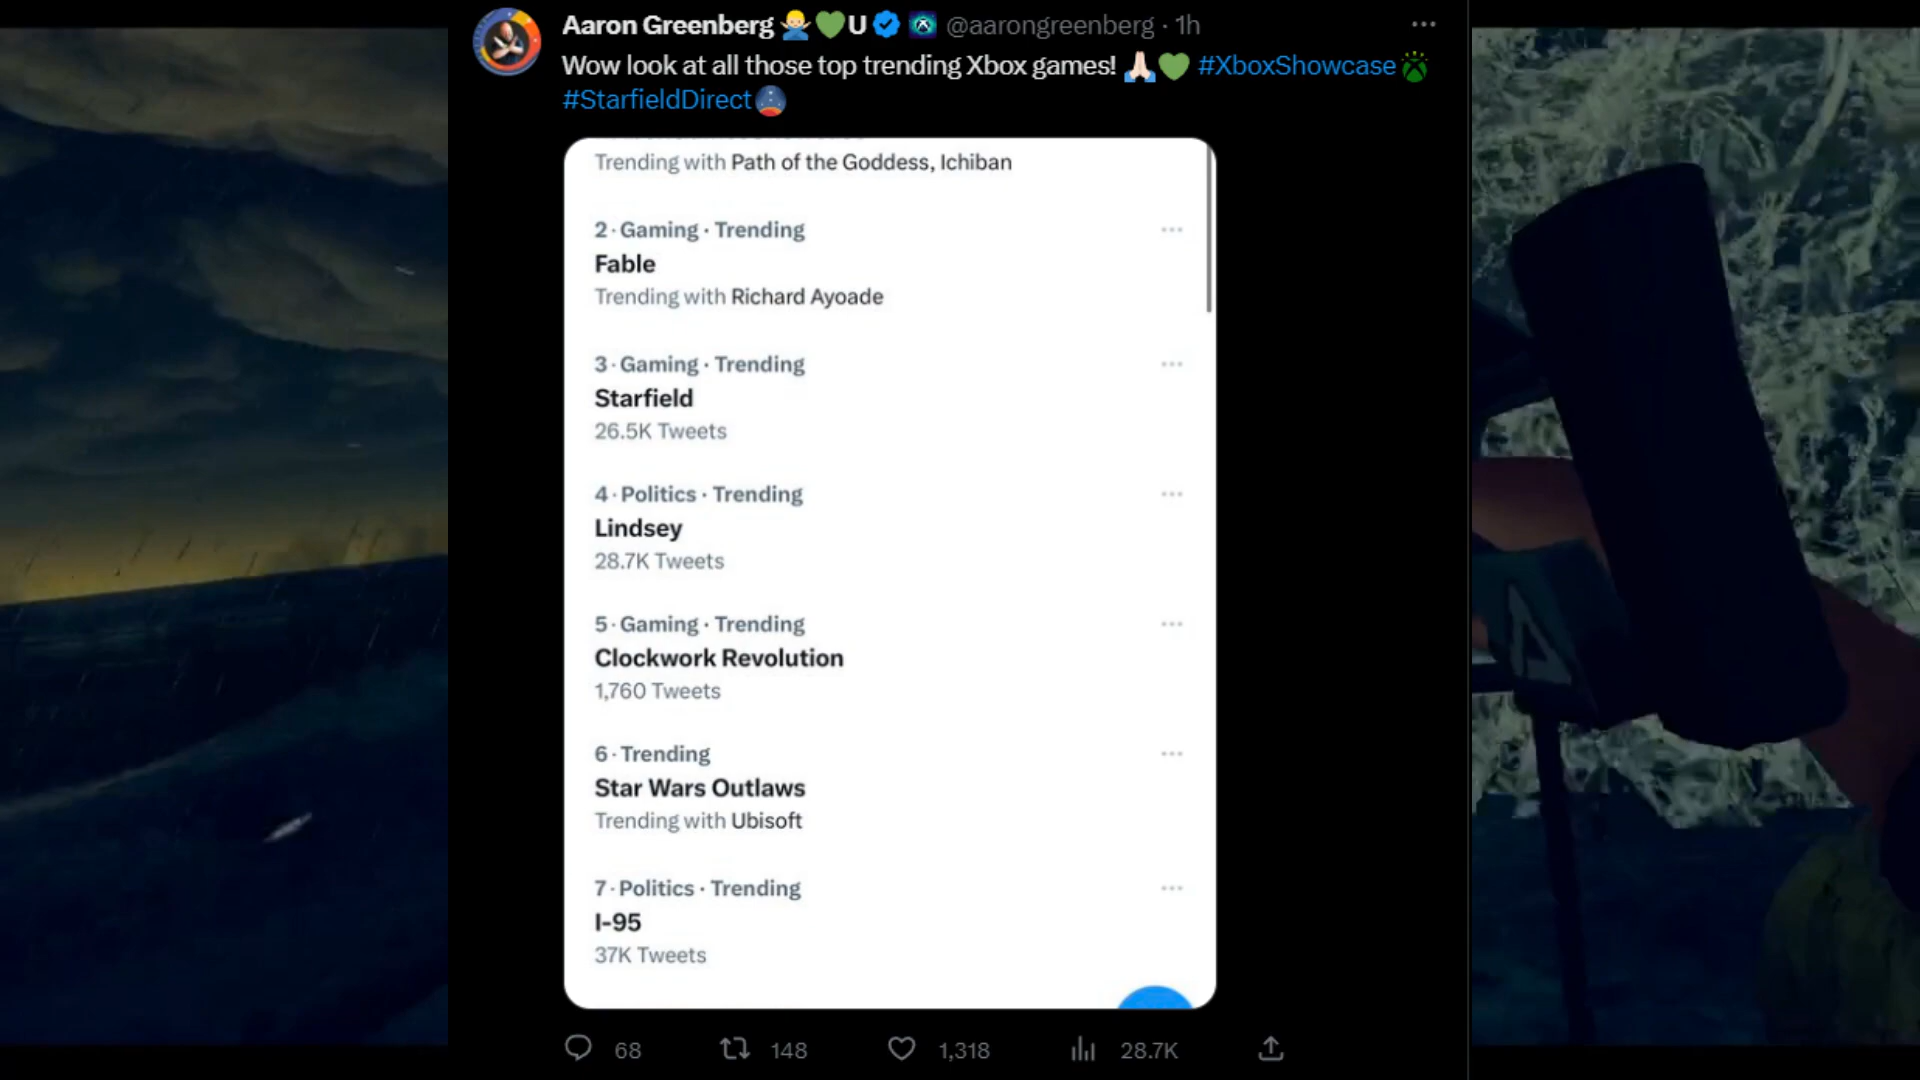 Aaron Greenberg 🙅🏼‍♂️💚U @aarongreenberg · 1h
Wow look at all those top trending Xbox games! 🙏🏻💚 #XboxShowcase
#StarfieldDirect
Trending with Path of the Goddess, Ichiban
2 · Gaming · Trending
Fable
Trending with Richard Ayoade
3 · Gaming · Trending
Starfield
26.5K Tweets
4 · Politics · Trending
Lindsey
28.7K Tweets
5 · Gaming · Trending
Clockwork Revolution
1,760 Tweets
6 · Trending
Star Wars Outlaws
Trending with Ubisoft
7 · Politics · Trending
I-95
37K Tweets
68 148 1,318 28.7K